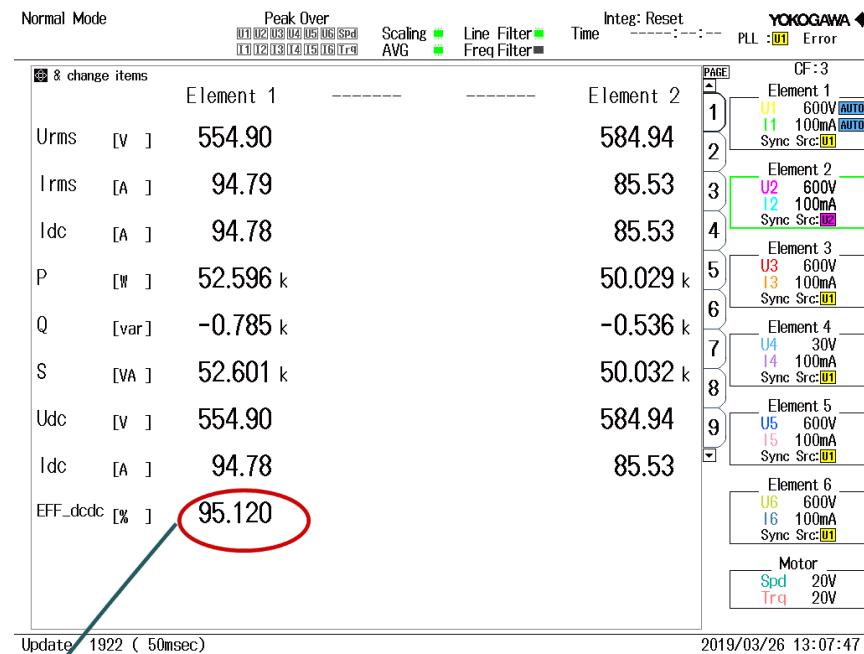 Normal Mode
Peak Over
U1 U2 U3 U4 U5 U6 Spd
I1 I2 I3 I4 I5 I6 Trq
Scaling
AVG
Line Filter
Freq Filter
Integ: Reset
Time -----:--:--
YOKOGAWA
PLL :U1 Error
& change items
Element 1 ------- ------- Element 2
Urms [V ] 554.90 584.94
Irms [A ] 94.79 85.53
Idc [A ] 94.78 85.53
P [W ] 52.596 k 50.029 k
Q [var] -0.785 k -0.536 k
S [VA ] 52.601 k 50.032 k
Udc [V ] 554.90 584.94
Idc [A ] 94.78 85.53
EFF_dcdc [% ] 95.120
PAGE
1
2
3
4
5
6
7
8
9
CF:3
Element 1
U1 600V AUTO
I1 100mA AUTO
Sync Src:U1
Element 2
U2 600V
I2 100mA
Sync Src:U2
Element 3
U3 600V
I3 100mA
Sync Src:U1
Element 4
U4 30V
I4 100mA
Sync Src:U1
Element 5
U5 600V
I5 100mA
Sync Src:U1
Element 6
U6 600V
I6 100mA
Sync Src:U1
Motor
Spd 20V
Trq 20V
Update 1922 ( 50msec)
2019/03/26 13:07:47